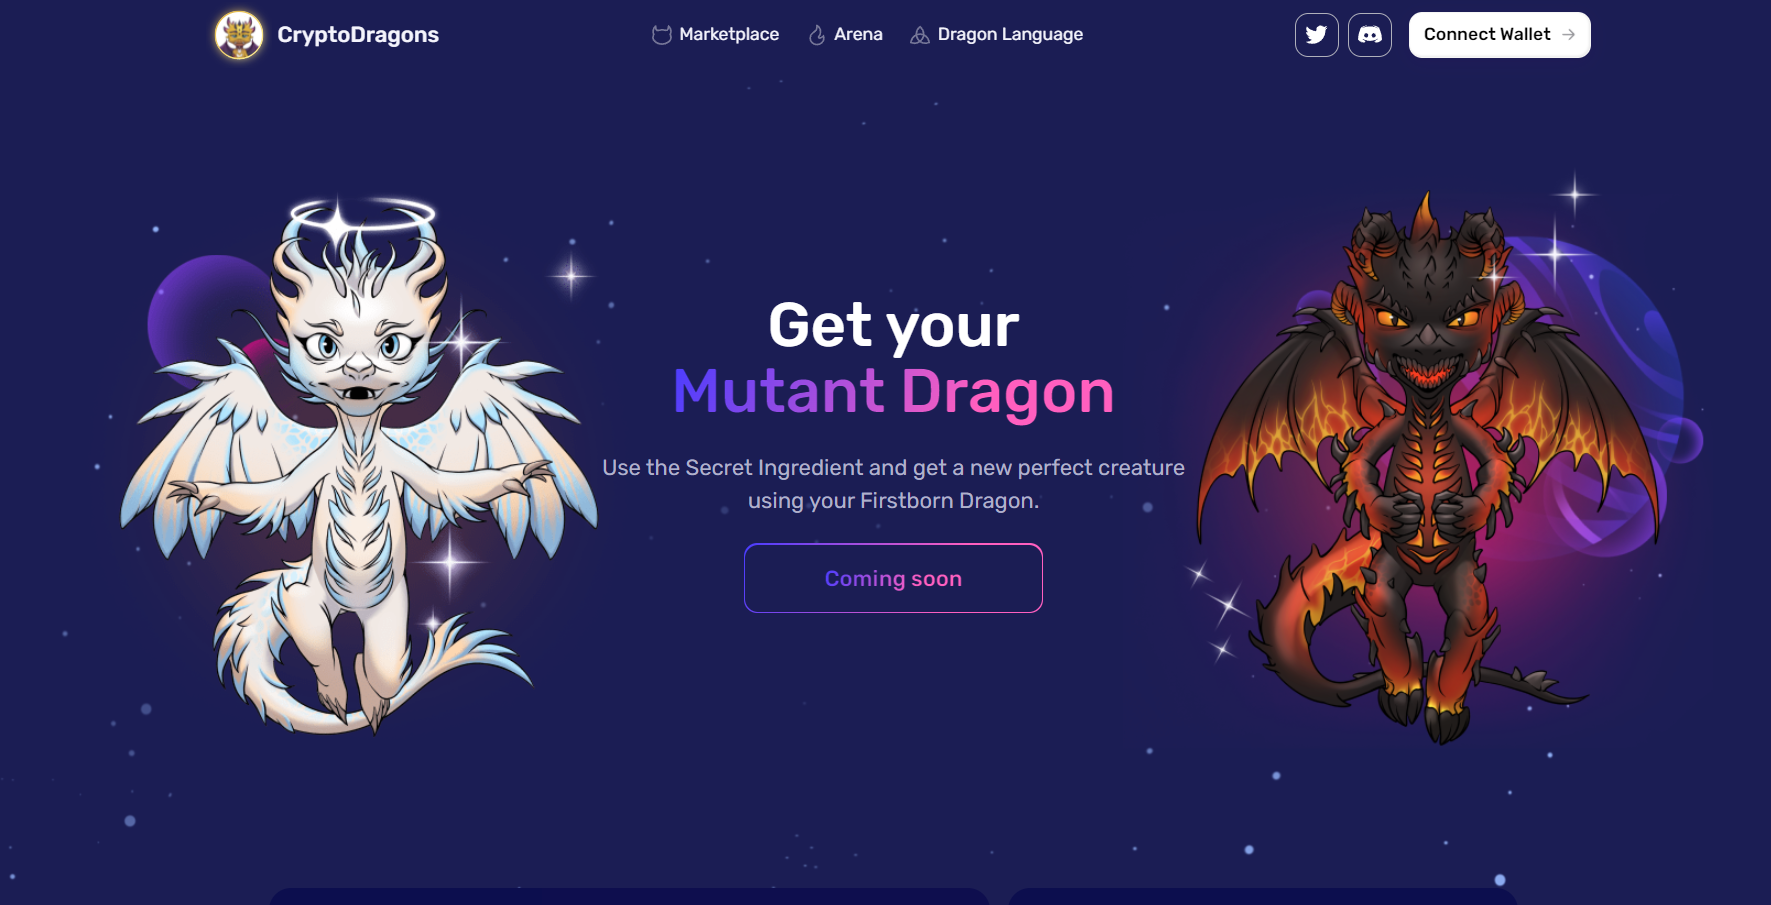 CryptoDragons
Marketplace
Arena
Dragon Language
Connect Wallet
Get your
Mutant Dragon
Use the Secret Ingredient and get a new perfect creature
using your Firstborn Dragon.
Coming soon